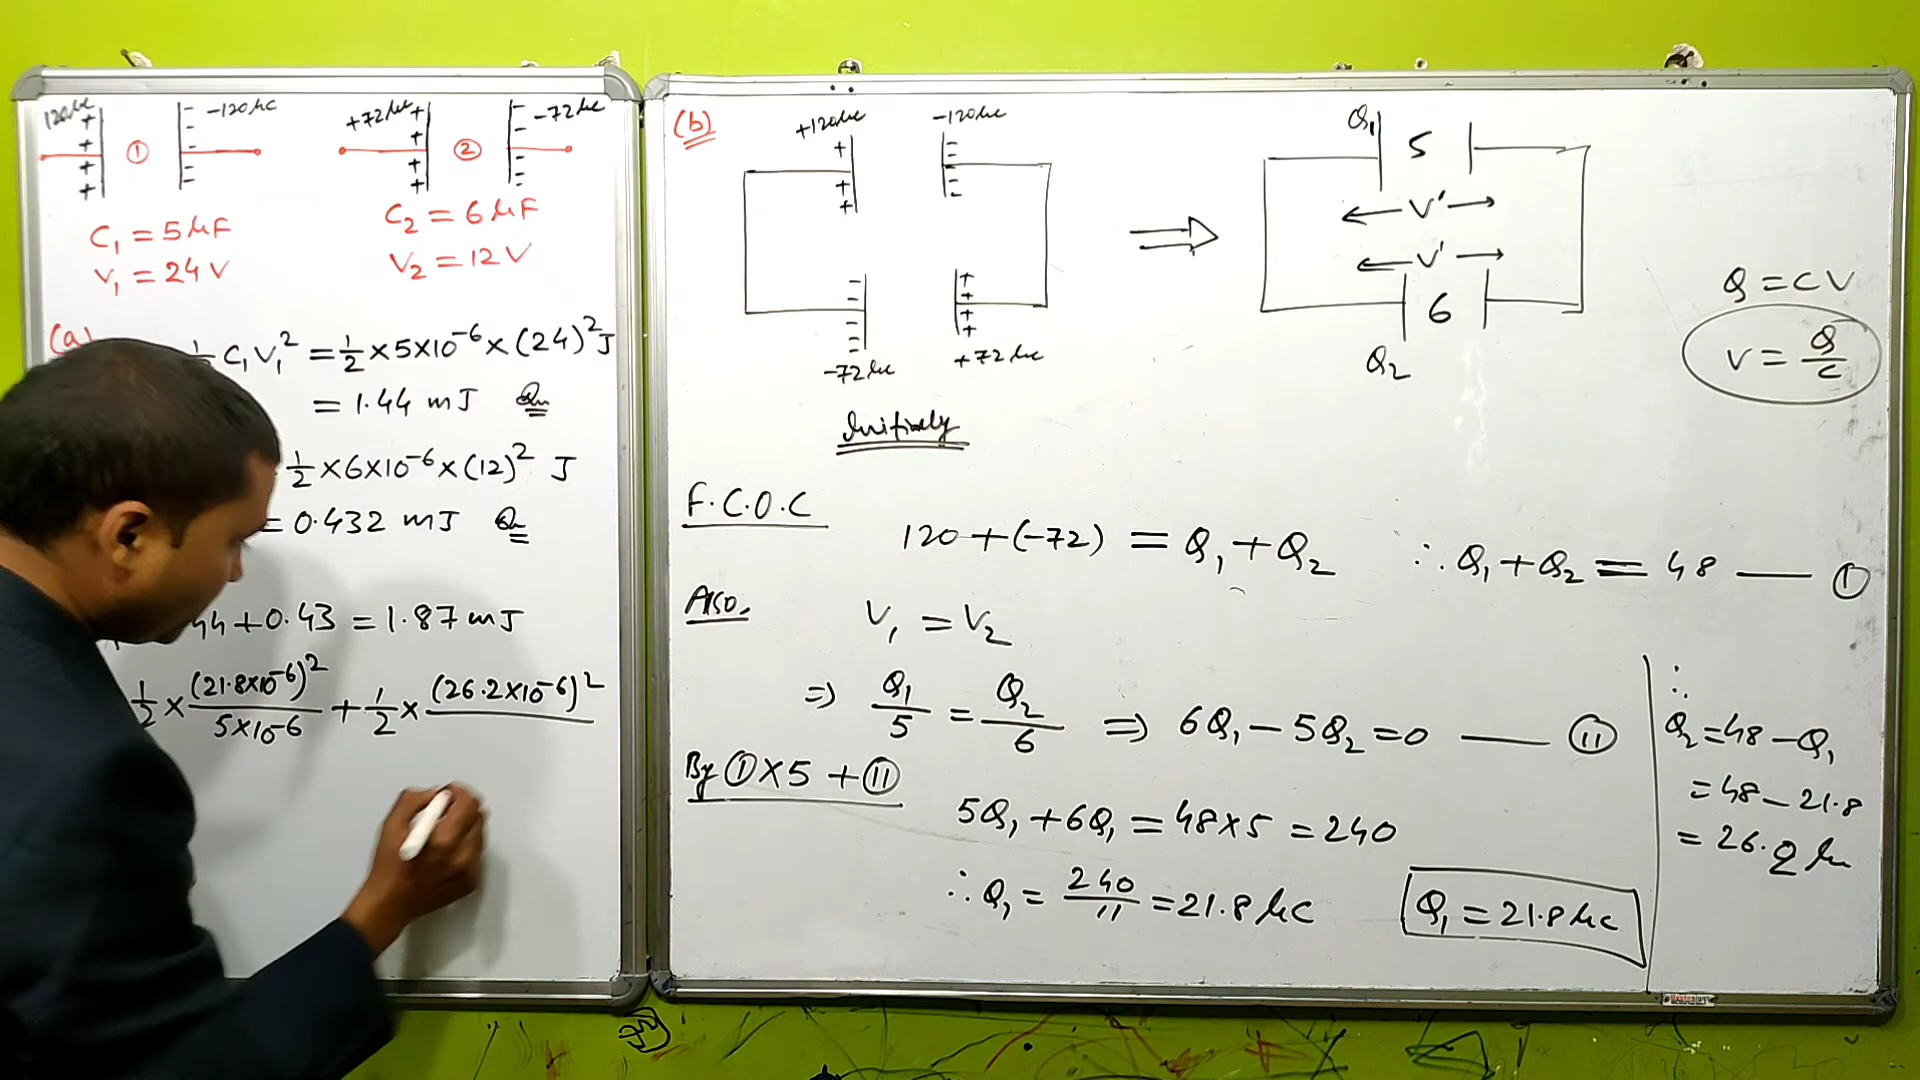 120μc + + + + ① - - - - -120μc
+72μc + + + + ② - - - - -72μc
C₁ = 5μF
V₁ = 24V
C₂ = 6μF
V₂ = 12V
(a)
C₁V₁² = 1/2 × 5×10⁻⁶ × (24)² J
= 1.44 mJ
1/2 × 6×10⁻⁶ × (12)² J
= 0.432 mJ
44 + 0.43 = 1.87 mJ
1/2 × (21.8×10⁻⁶)²/5×10⁻⁶ + 1/2 × (26.2×10⁻⁶)²
(b)
+120μc -120μc
-72μc +72μc
Initially
Q₁ 5
V'
V'
6
Q₂
Q = CV
V = Q/C
F.C.O.C
120 + (-72) = Q₁ + Q₂ ∴ Q₁ + Q₂ = 48 — ①
Also, V₁ = V₂
⇒ Q₁/5 = Q₂/6 ⇒ 6Q₁ - 5Q₂ = 0 — ⑪
By ① × 5 + ⑪
5Q₁ + 6Q₁ = 48×5 = 240
∴ Q₁ = 240/11 = 21.8 μC
Q₁ = 21.8 μC
∴
Q₂ = 48 - Q₁
= 48 - 21.8
= 26.2 μ